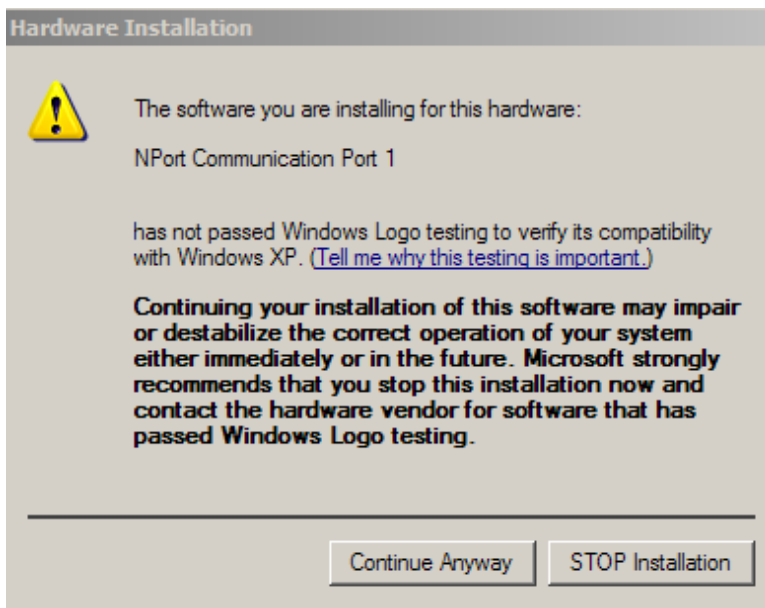 Hardware Installation
The software you are installing for this hardware:
NPort Communication Port 1
has not passed Windows Logo testing to verify its compatibility
with Windows XP. (Tell me why this testing is important.)
Continuing your installation of this software may impair
or destabilize the correct operation of your system
either immediately or in the future. Microsoft strongly
recommends that you stop this installation now and
contact the hardware vendor for software that has
passed Windows Logo testing.
Continue Anyway
STOP Installation